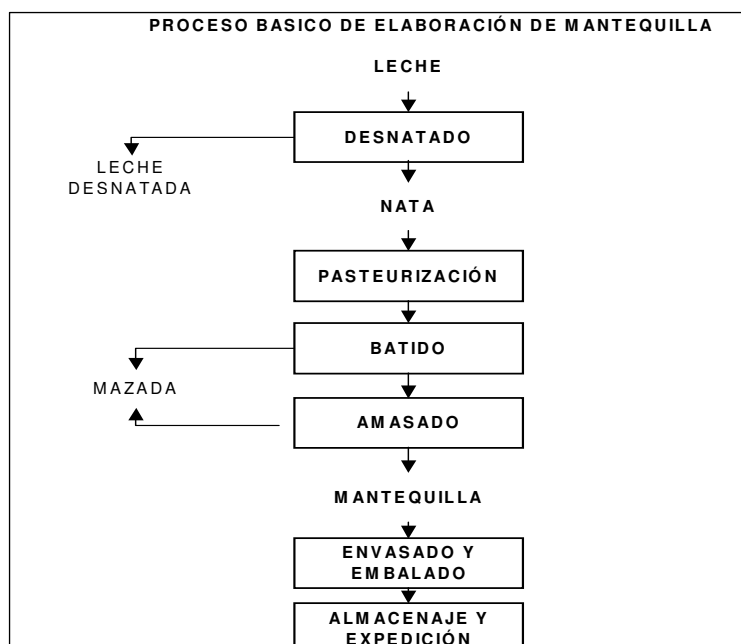 PROCESO BASICO DE ELABORACIÓN DE MANTEQUILLA
LECHE
DESNATADO
LECHE
DESNATADA
NATA
PASTEURIZACIÓN
BATIDO
MAZADA
AMASADO
MANTEQUILLA
ENVASADO Y
EMBALADO
ALMACENAJE Y
EXPEDICIÓN